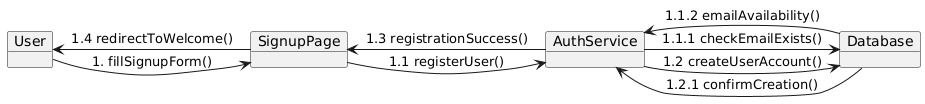 1.1.2 emailAvailability()
User
1.4 redirectToWelcome()
SignupPage
1.3 registrationSuccess()
AuthService
1.1.1 checkEmailExists()
Database
1. fillSignupForm()
1.1 registerUser()
1.2 createUserAccount()
1.2.1 confirmCreation()